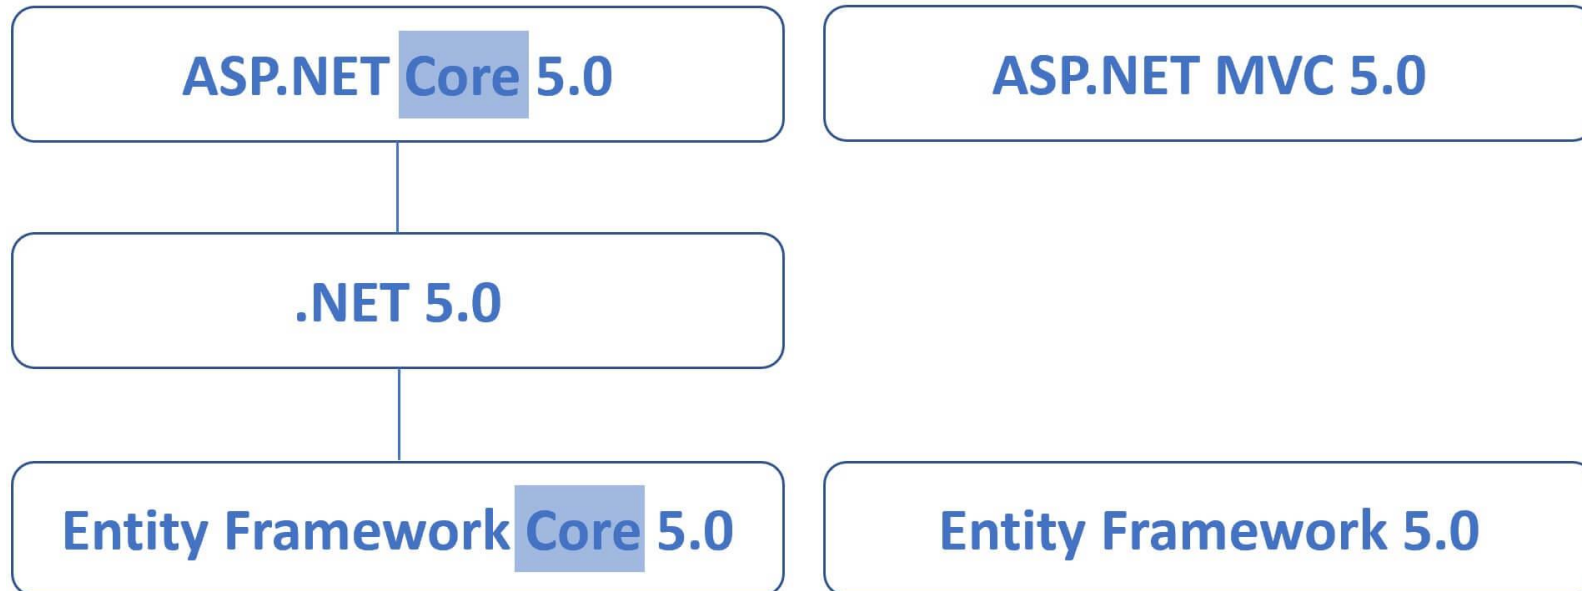 ASP.NET Core 5.0
ASP.NET MVC 5.0
.NET 5.0
Entity Framework Core 5.0
Entity Framework 5.0